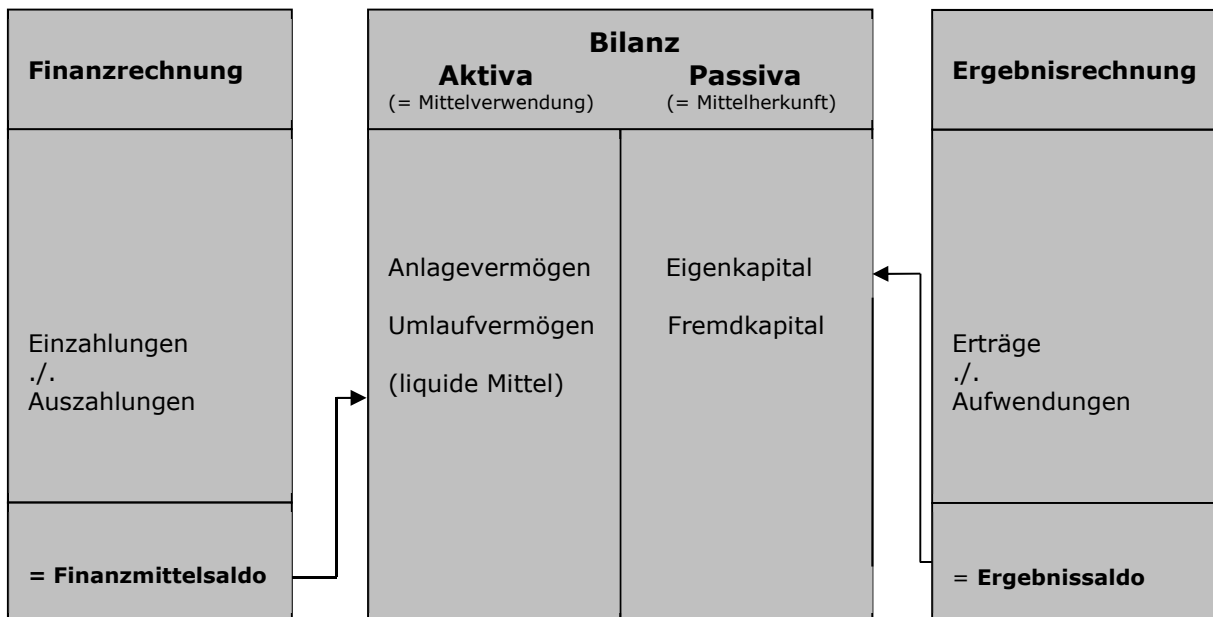 Finanzrechnung
Einzahlungen
./.
Auszahlungen
= Finanzmittelsaldo
Bilanz
Aktiva
(= Mittelverwendung)
Passiva
(= Mittelherkunft)
Anlagevermögen
Umlaufvermögen
(liquide Mittel)
Eigenkapital
Fremdkapital
Ergebnisrechnung
Erträge
./.
Aufwendungen
= Ergebnissaldo